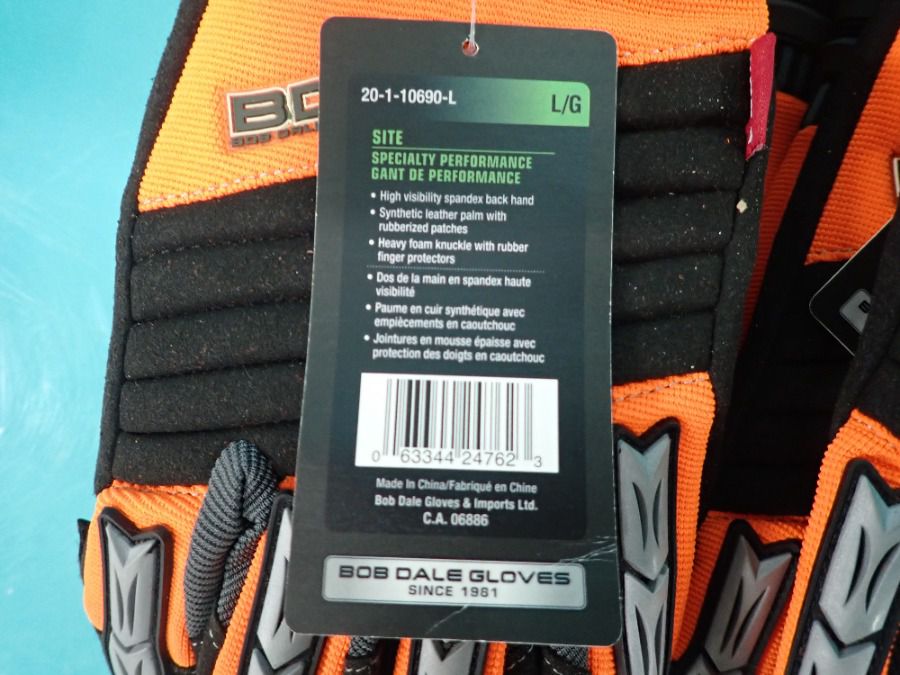 20-1-10690-L
L/G
SITE
SPECIALTY PERFORMANCE
GANT DE PERFORMANCE
• High visibility spandex back hand
• Synthetic leather palm with
rubberized patches
• Heavy foam knuckle with rubber
finger protectors
• Dos de la main en spandex haute
visibilité
• Paume en cuir synthétique avec
empiècements en caoutchouc
• Jointures en mousse épaisse avec
protection des doigts en caoutchouc
0 63344 24762 3
Made In China/Fabriqué en Chine
Bob Dale Gloves & Imports Ltd.
C.A. 06886
BOB DALE GLOVES
SINCE 1981
BOB